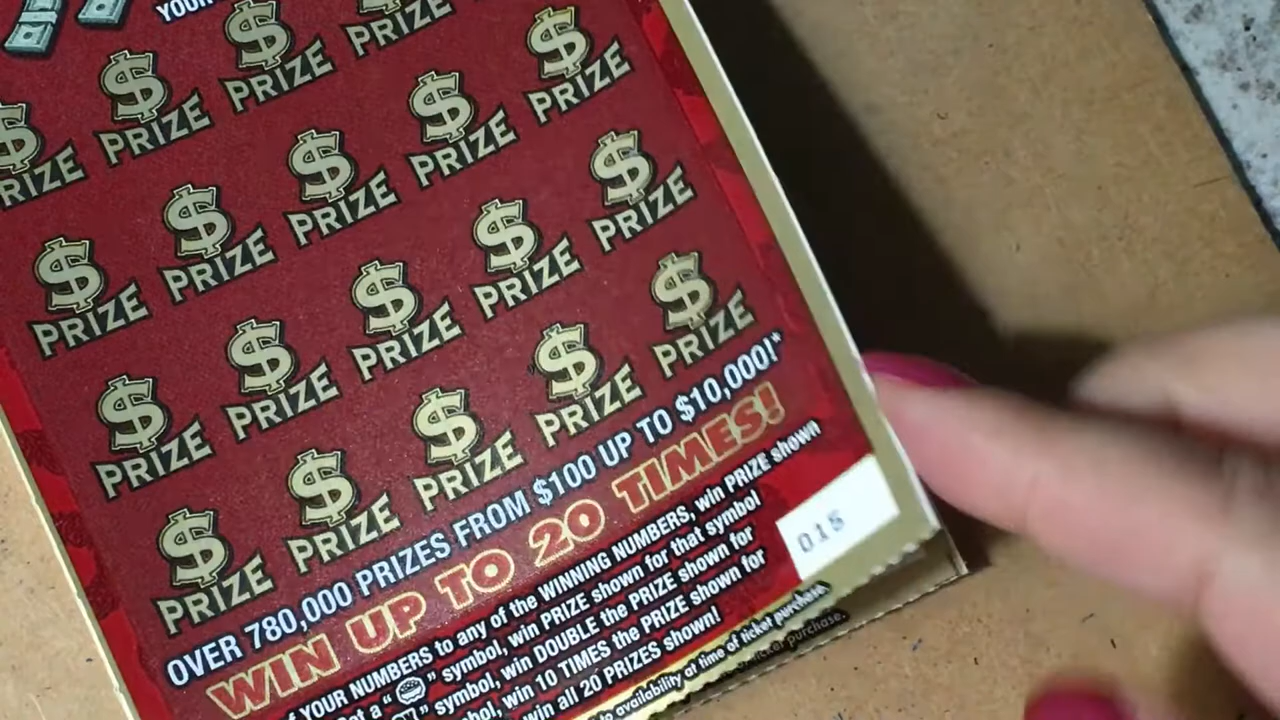 YOUR
$ $ $
PRIZE PRIZE PRIZE PRIZE PRIZE
$ $ $ $ $
PRIZE PRIZE PRIZE PRIZE PRIZE
$ $ $ $ $
PRIZE PRIZE PRIZE PRIZE PRIZE
$ $ $ $ $
PRIZE PRIZE PRIZE PRIZE PRIZE
OVER 780,000 PRIZES FROM $100 UP TO $10,000!*
WIN UP TO 20 TIMES!
YOUR NUMBERS to any of the WINNING NUMBERS, win PRIZE shown
Get a " " symbol, win PRIZE shown for that symbol
" symbol, win DOUBLE the PRIZE shown for
symbol, win 10 TIMES the PRIZE shown for
win all 20 PRIZES shown!
to availability at time of ticket purchase.
ticket purchase.
015